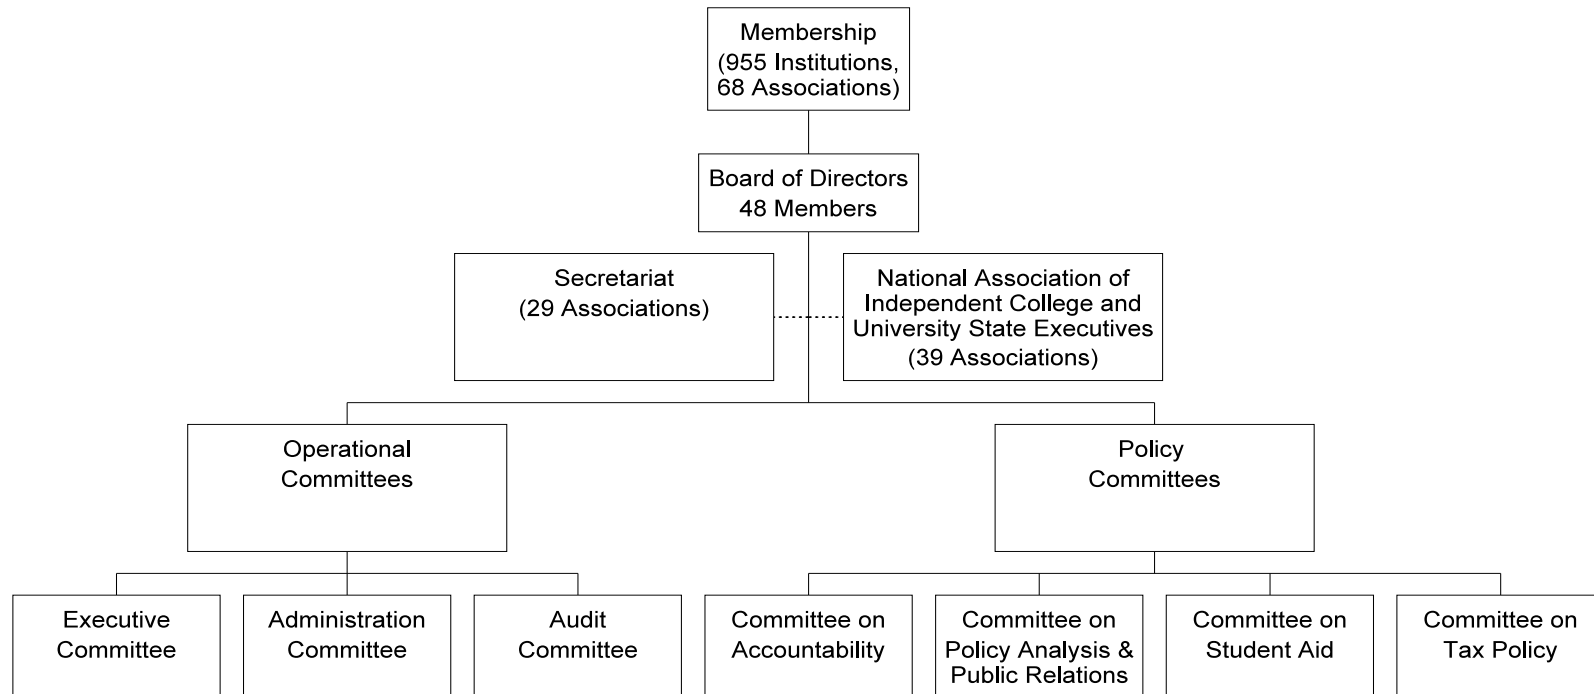 Membership
(955 Institutions,
68 Associations)
Board of Directors
48 Members
Secretariat
(29 Associations)
National Association of
Independent College and
University State Executives
(39 Associations)
Operational
Committees
Policy
Committees
Executive
Committee
Administration
Committee
Audit
Committee
Committee on
Accountability
Committee on
Policy Analysis &
Public Relations
Committee on
Student Aid
Committee on
Tax Policy